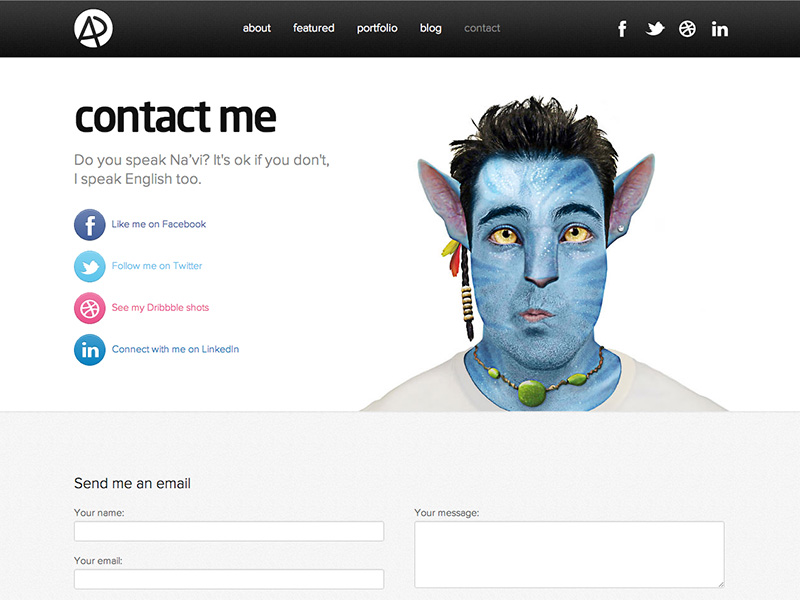 AD
about featured portfolio blog contact
contact me
Do you speak Na'vi? It's ok if you don't,
I speak English too.
Like me on Facebook
Follow me on Twitter
See my Dribbble shots
in
Connect with me on LinkedIn
Send me an email
Your name:
Your message:
Your email: